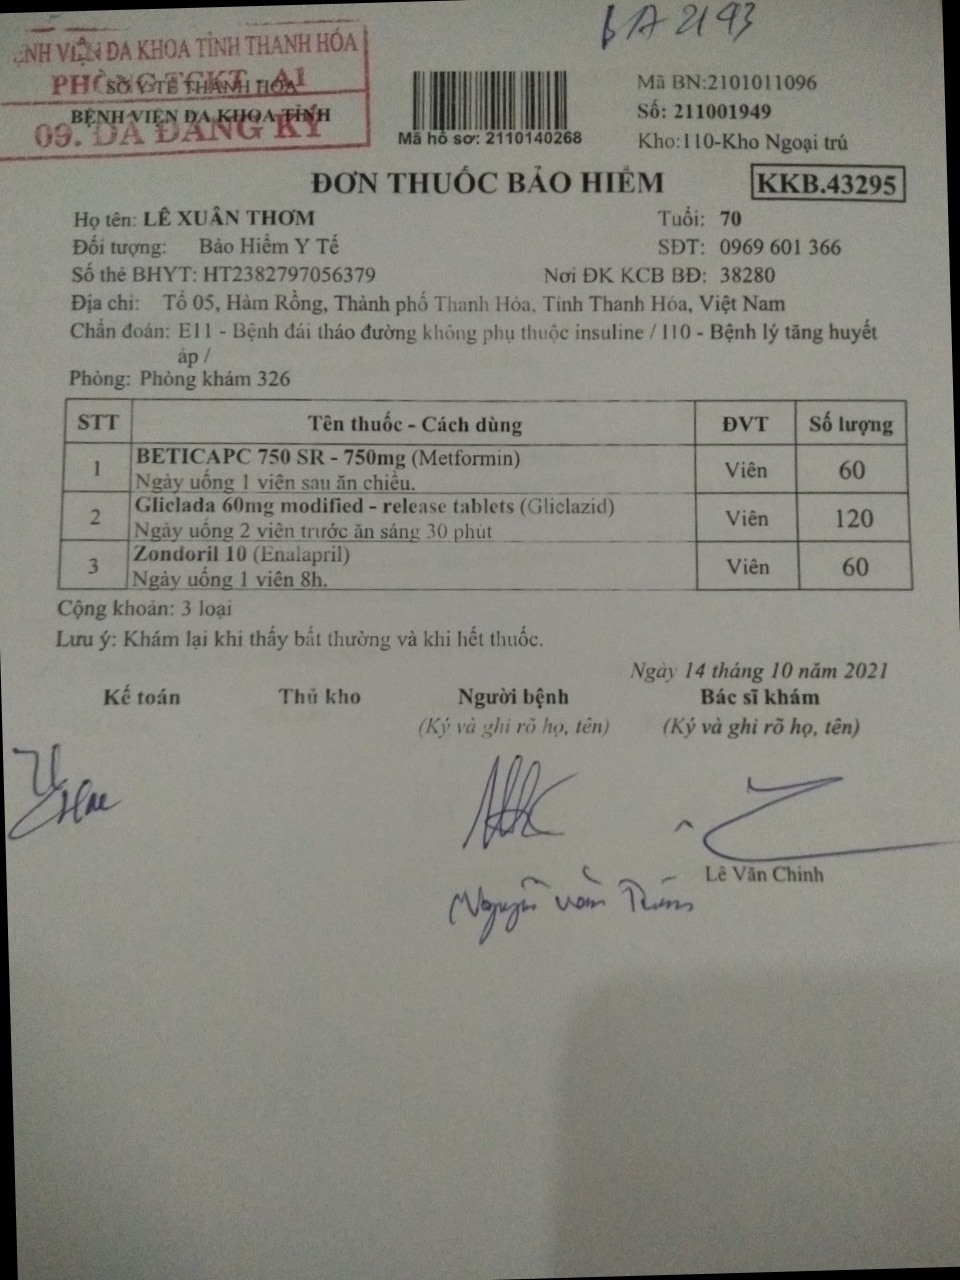 BA 2193
BỆNH VIỆN ĐA KHOA TỈNH THANH HÓA
PHÒNG TCKT - A1
09. ĐÃ ĐĂNG KÝ
SỞ Y TẾ THANH HÓA
BỆNH VIỆN ĐA KHOA TỈNH
Mã hồ sơ: 2110140268
Mã BN:2101011096
Số: 211001949
Kho:110-Kho Ngoại trú
ĐƠN THUỐC BẢO HIỂM
KKB.43295
Họ tên: LÊ XUÂN THƠM Tuổi: 70
Đối tượng: Bảo Hiểm Y Tế SĐT: 0969 601 366
Số thẻ BHYT: HT2382797056379 Nơi ĐK KCB BĐ: 38280
Địa chỉ: Tổ 05, Hàm Rồng, Thành phố Thanh Hóa, Tỉnh Thanh Hóa, Việt Nam
Chẩn đoán: E11 - Bệnh đái tháo đường không phụ thuộc insuline / I10 - Bệnh lý tăng huyết
áp /
Phòng: Phòng khám 326
STT Tên thuốc - Cách dùng ĐVT Số lượng
1 BETICAPC 750 SR - 750mg (Metformin) Viên 60
Ngày uống 1 viên sau ăn chiều.
2 Gliclada 60mg modified - release tablets (Gliclazid) Viên 120
Ngày uống 2 viên trước ăn sáng 30 phút
3 Zondoril 10 (Enalapril) Viên 60
Ngày uống 1 viên 8h.
Cộng khoản: 3 loại
Lưu ý: Khám lại khi thấy bất thường và khi hết thuốc.
Ngày 14 tháng 10 năm 2021
Kế toán Thủ kho Người bệnh Bác sĩ khám
(Ký và ghi rõ họ, tên) (Ký và ghi rõ họ, tên)
Lê Văn Chinh
Nguyễn Văn